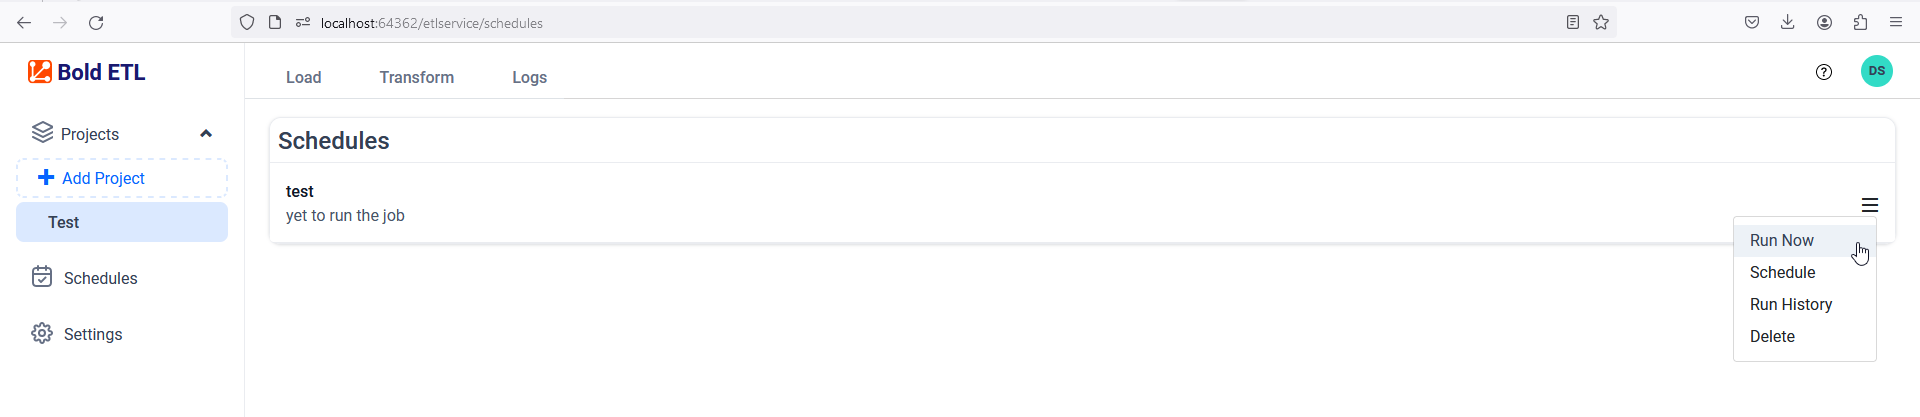 localhost:64362/etlservice/schedules
Bold ETL
Load Transform Logs
DS
Projects
Add Project
Test
Schedules
Settings
Schedules
test
yet to run the job
Run Now
Schedule
Run History
Delete